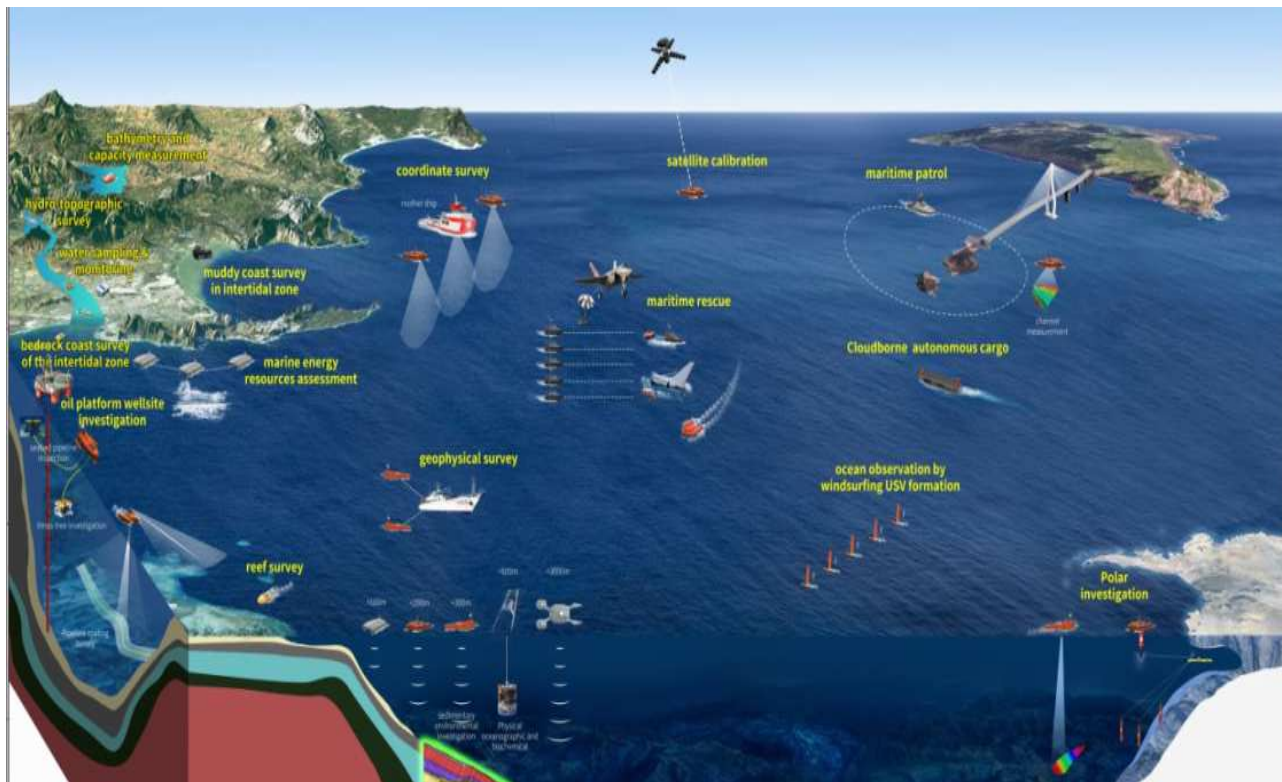 bathymetry and
capacity measurement
hydro topographic
survey
water sampling &
monitoring
muddy coast survey
in intertidal zone
coordinate survey
mother ship
satellite calibration
maritime patrol
channel
measurement
maritime rescue
Cloudborne autonomous cargo
bedrock coast survey
of the intertidal zone
marine energy
resources assessment
oil platform wellsite
investigation
geophysical survey
ocean observation by
windsurfing USV formation
reef survey
Polar
investigation
sedimentary
environmental
investigation
Physical
oceanographic and
biochemical